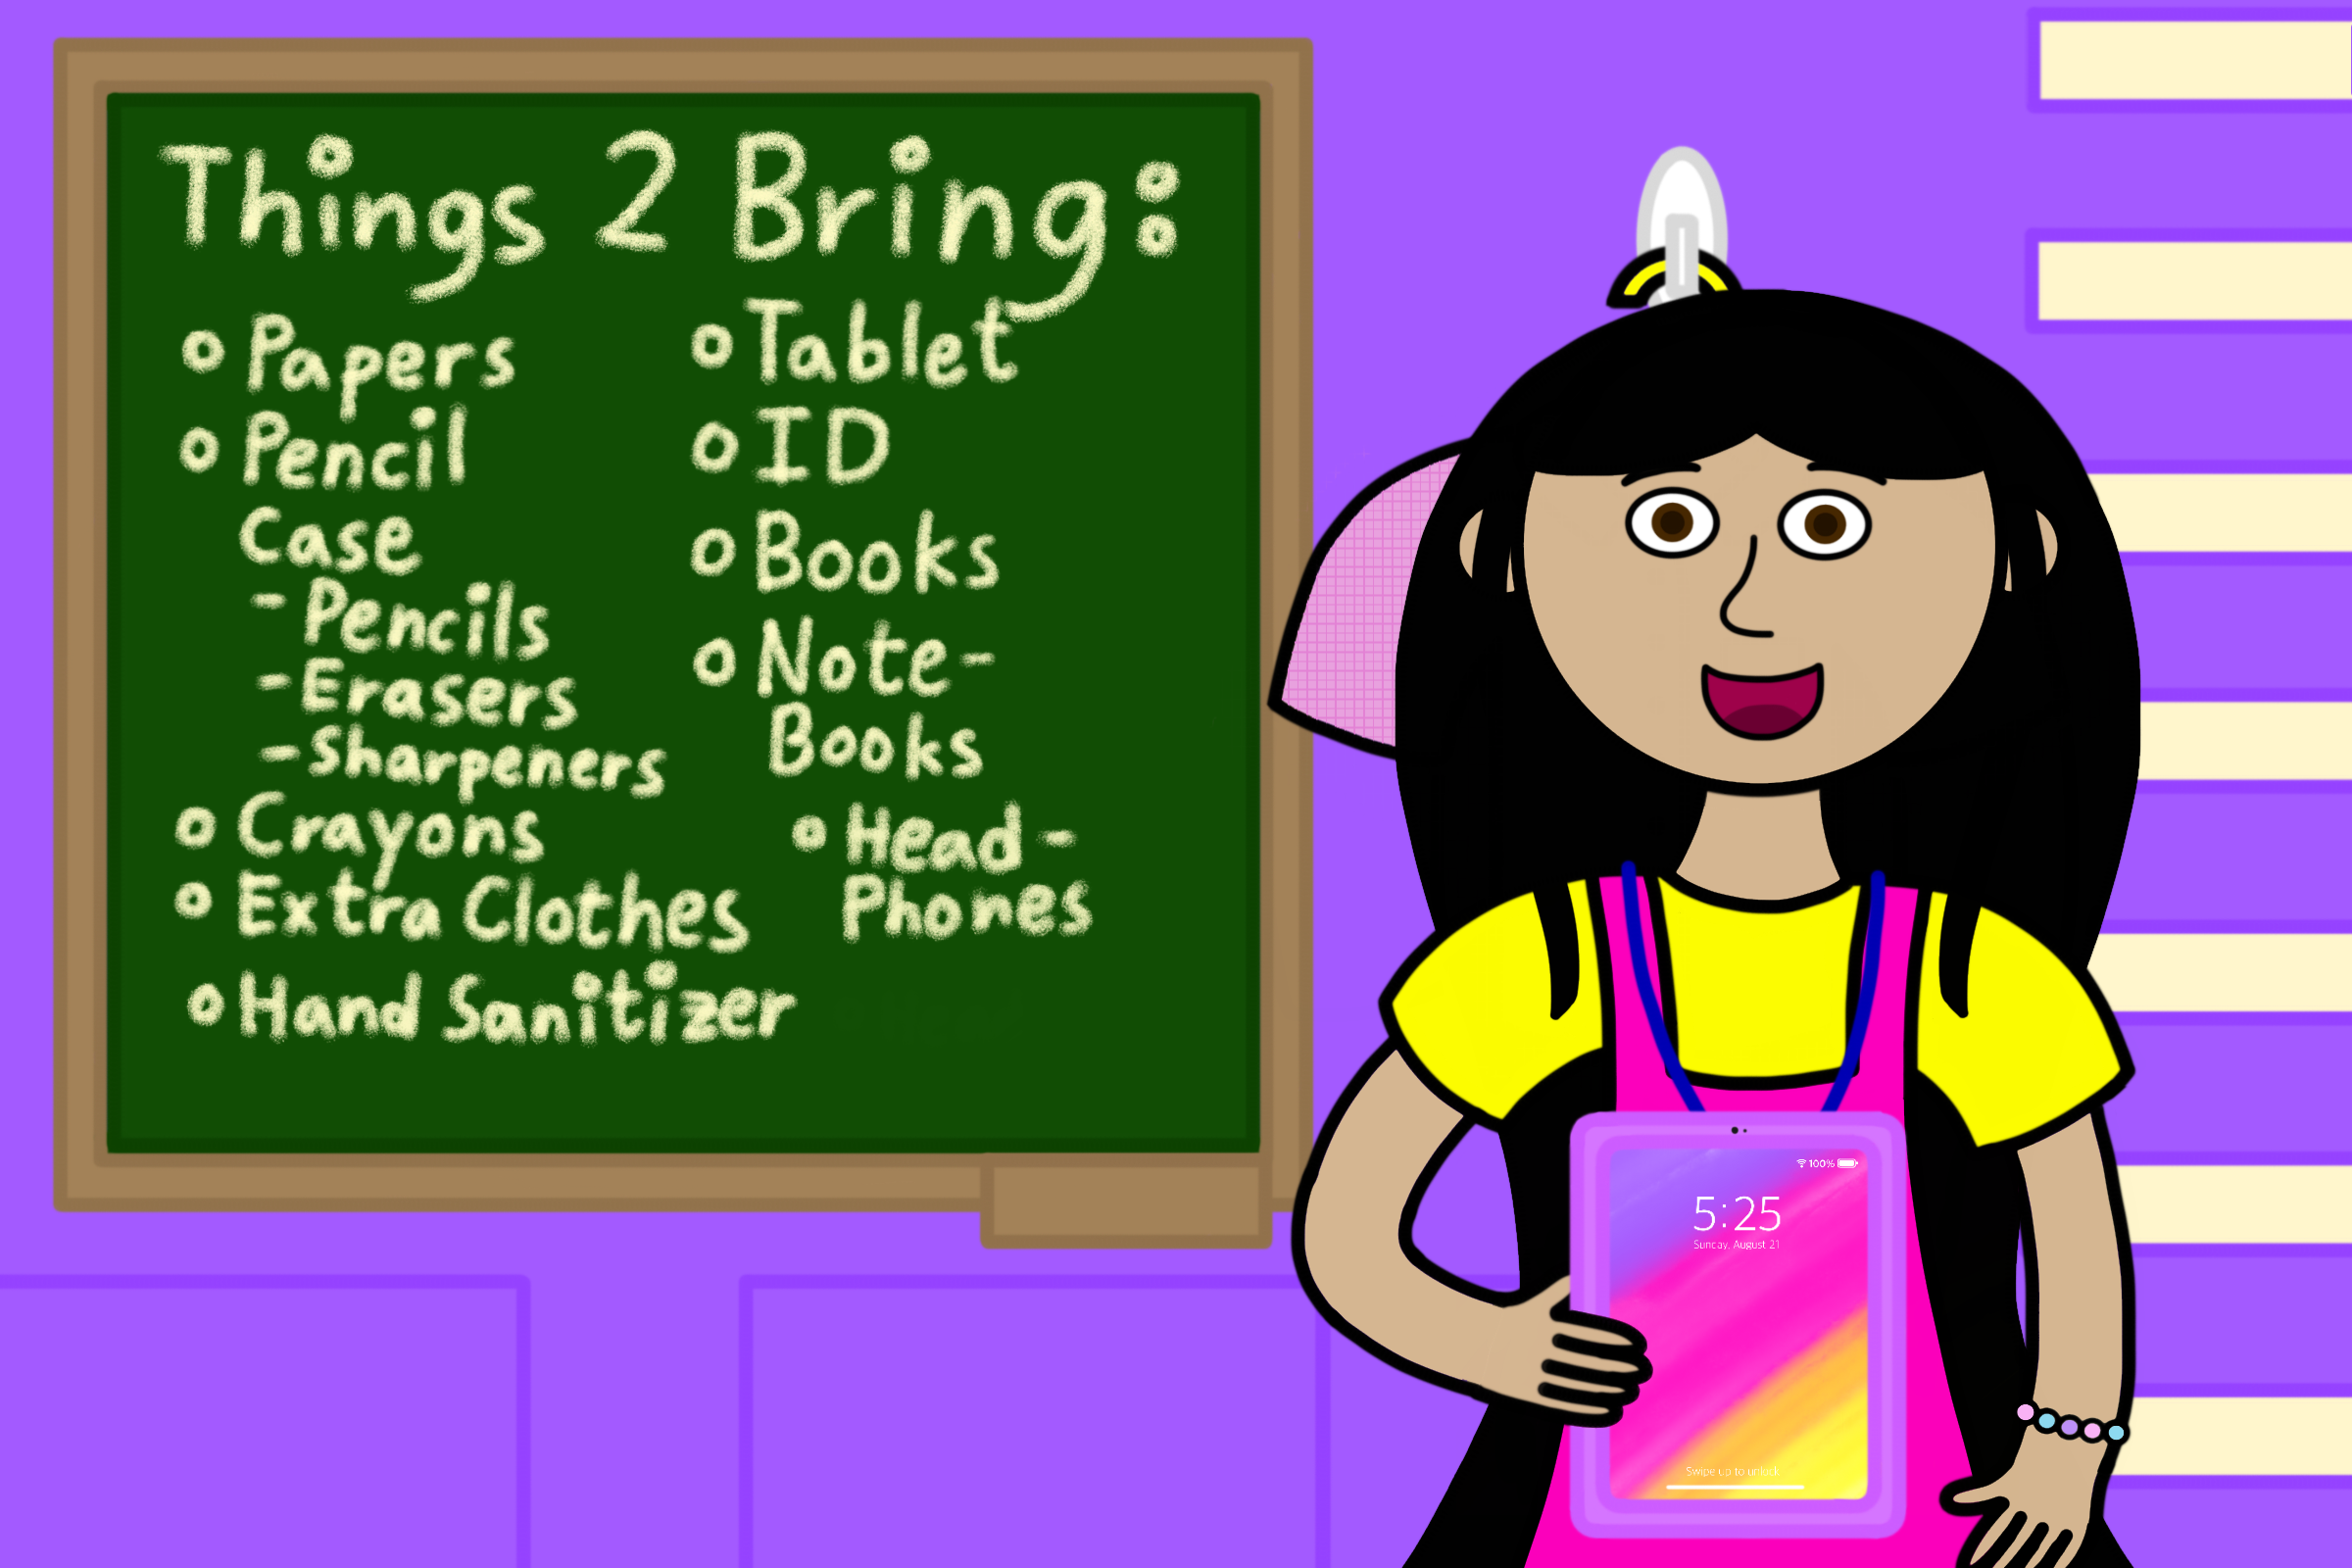 Things 2 Bring:
o Papers
o Pencil
Case
- Pencils
- Erasers
- Sharpeners
o Crayons
o Extra Clothes
o Hand Sanitizer
o Tablet
o ID
o Books
o Note-
Books
o Head-
Phones
100%
5:25
Sunday, August 21
Swipe up to unlock